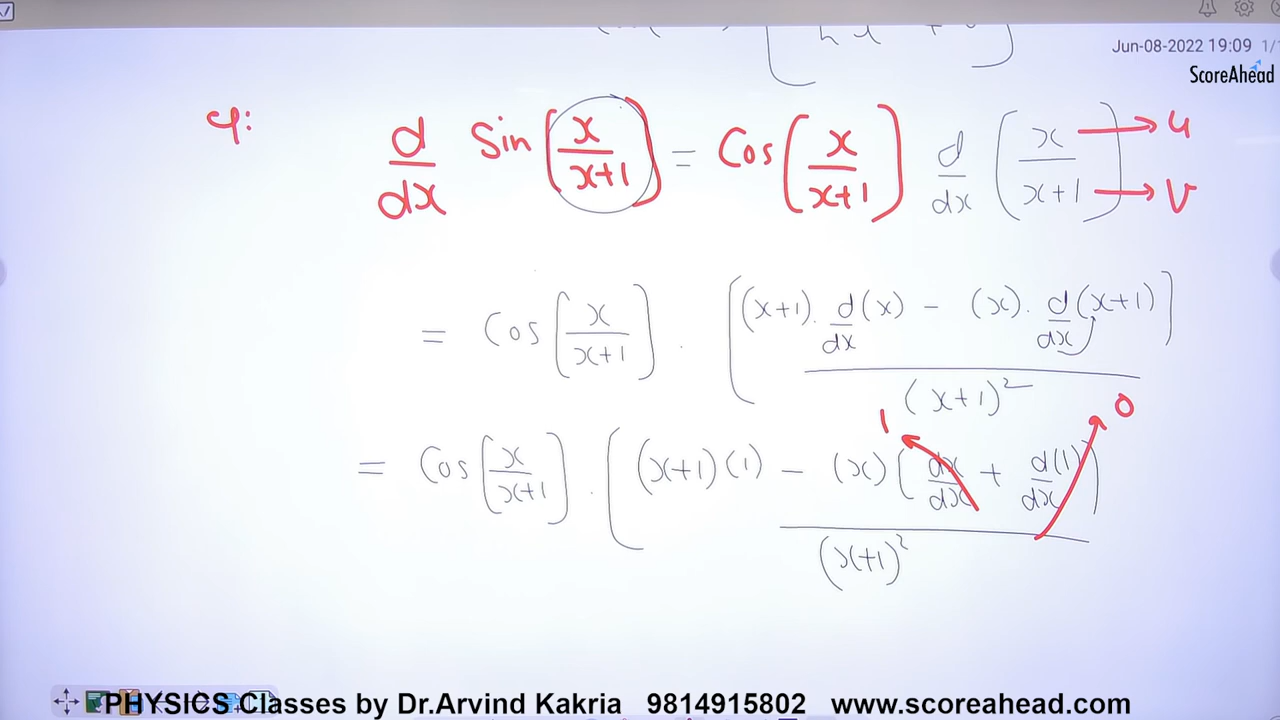 Jun-08-2022 19:09 1/
ScoreAhead
4: d/dx Sin(x/(x+1)) = Cos(x/(x+1)) d/dx (x/(x+1)) → u → v
= Cos[x/(x+1)] . [((x+1). d/dx (x) - (x). d/dx (x+1))/(x+1)²]
= Cos[x/(x+1)] . [((x+1)(1) - (x)(dx/dx + d(1)/dx))/(x+1)²] 1 0
PHYSICS Classes by Dr.Arvind Kakria 9814915802 www.scoreahead.com